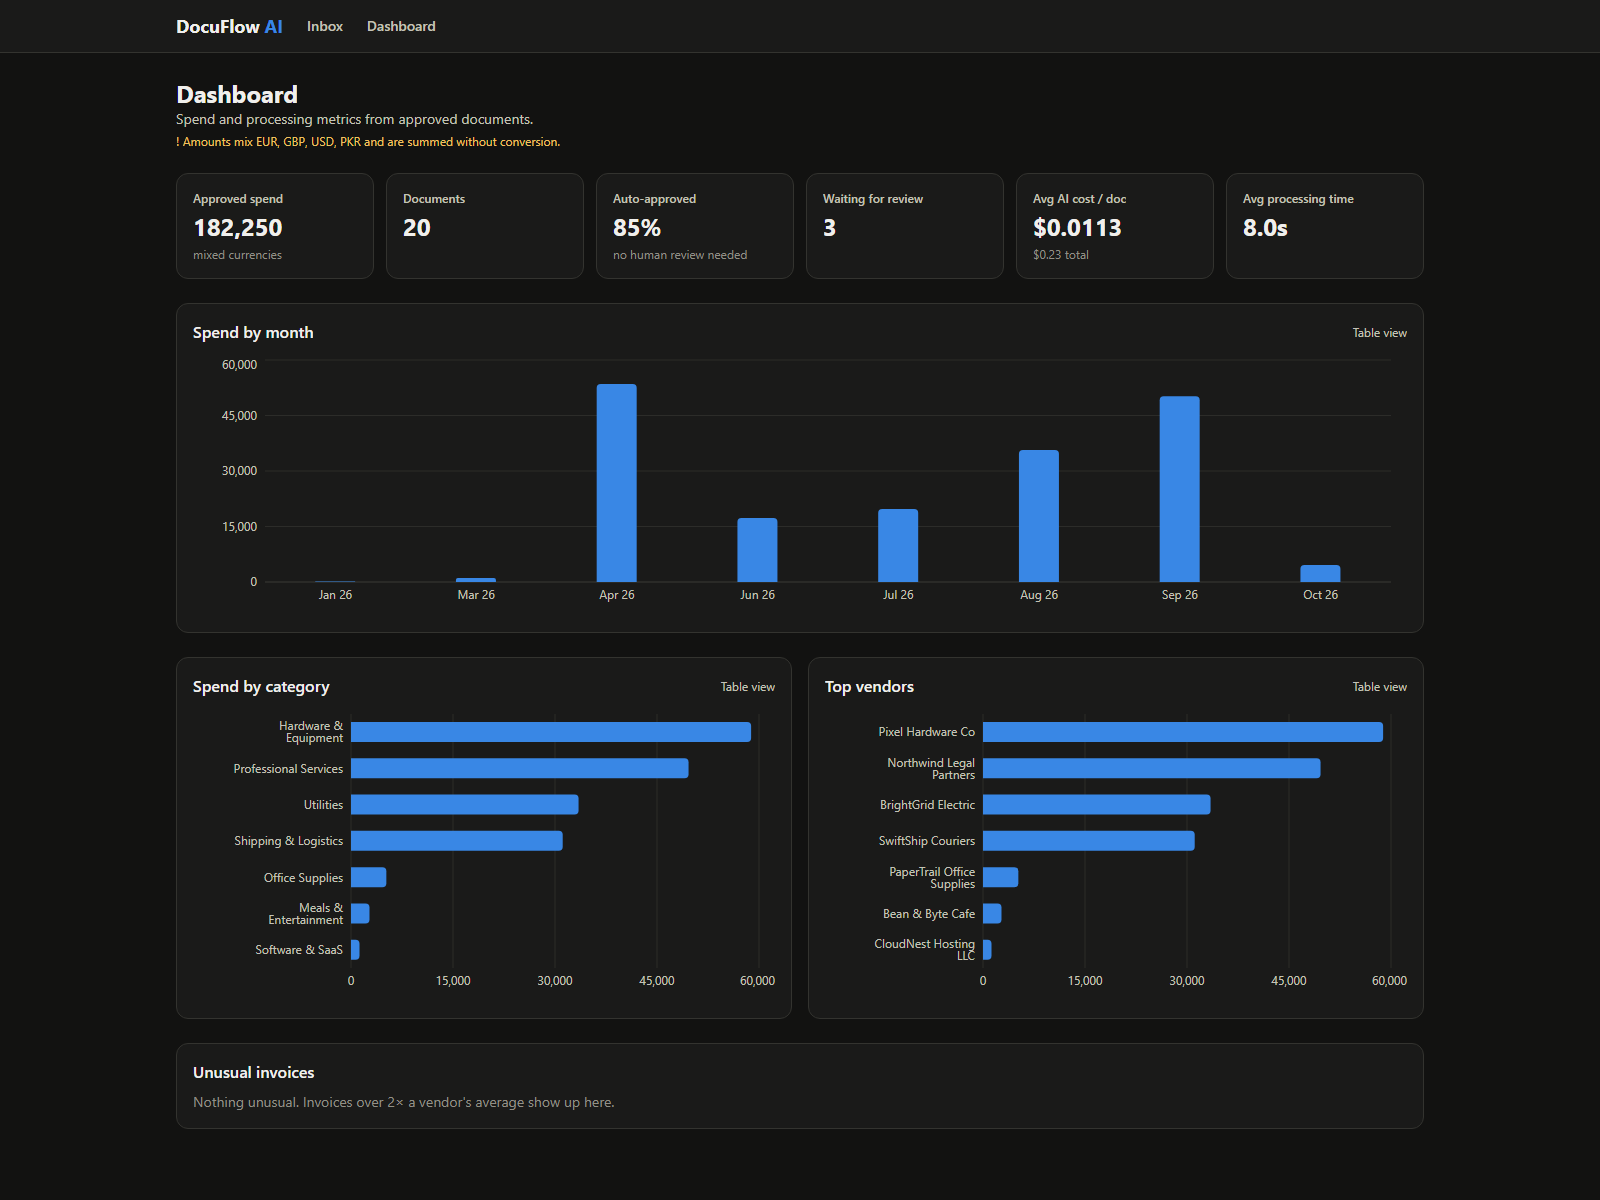 DocuFlow AI Inbox Dashboard
Dashboard
Spend and processing metrics from approved documents.
! Amounts mix EUR, GBP, USD, PKR and are summed without conversion.
Approved spend
182,250
mixed currencies
Documents
20
Auto-approved
85%
no human review needed
Waiting for review
3
Avg AI cost / doc
$0.0113
$0.23 total
Avg processing time
8.0s
Spend by month
Table view
60,000
45,000
30,000
15,000
0
Jan 26 Mar 26 Apr 26 Jun 26 Jul 26 Aug 26 Sep 26 Oct 26
Spend by category
Table view
Hardware &
Equipment
Professional Services
Utilities
Shipping & Logistics
Office Supplies
Meals &
Entertainment
Software & SaaS
0 15,000 30,000 45,000 60,000
Top vendors
Table view
Pixel Hardware Co
Northwind Legal
Partners
BrightGrid Electric
SwiftShip Couriers
PaperTrail Office
Supplies
Bean & Byte Cafe
CloudNest Hosting
LLC
0 15,000 30,000 45,000 60,000
Unusual invoices
Nothing unusual. Invoices over 2× a vendor's average show up here.